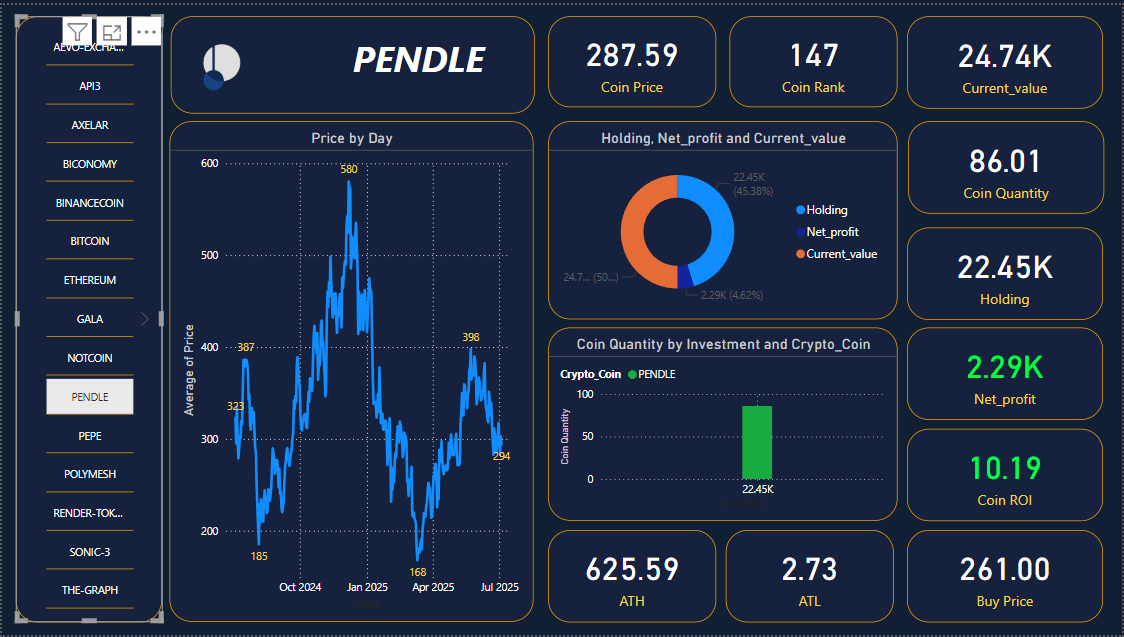 AEVO-EXCHA...
API3
AXELAR
BICONOMY
BINANCECOIN
BITCOIN
ETHEREUM
GALA
NOTCOIN
PENDLE
PEPE
POLYMESH
RENDER-TOK...
SONIC-3
THE-GRAPH
PENDLE
Price by Day
Average of Price
600
500
400
300
200
580
387
323
185
398
294
168
Oct 2024
Jan 2025
Apr 2025
Jul 2025
287.59
Coin Price
147
Coin Rank
24.74K
Current_value
Holding, Net_profit and Current_value
22.45K
(45.38%)
24.7... (50...)
2.29K (4.62%)
Holding
Net_profit
Current_value
86.01
Coin Quantity
22.45K
Holding
Coin Quantity by Investment and Crypto_Coin
Crypto_Coin PENDLE
Coin Quantity
100
50
0
22.45K
2.29K
Net_profit
10.19
Coin ROI
625.59
ATH
2.73
ATL
261.00
Buy Price